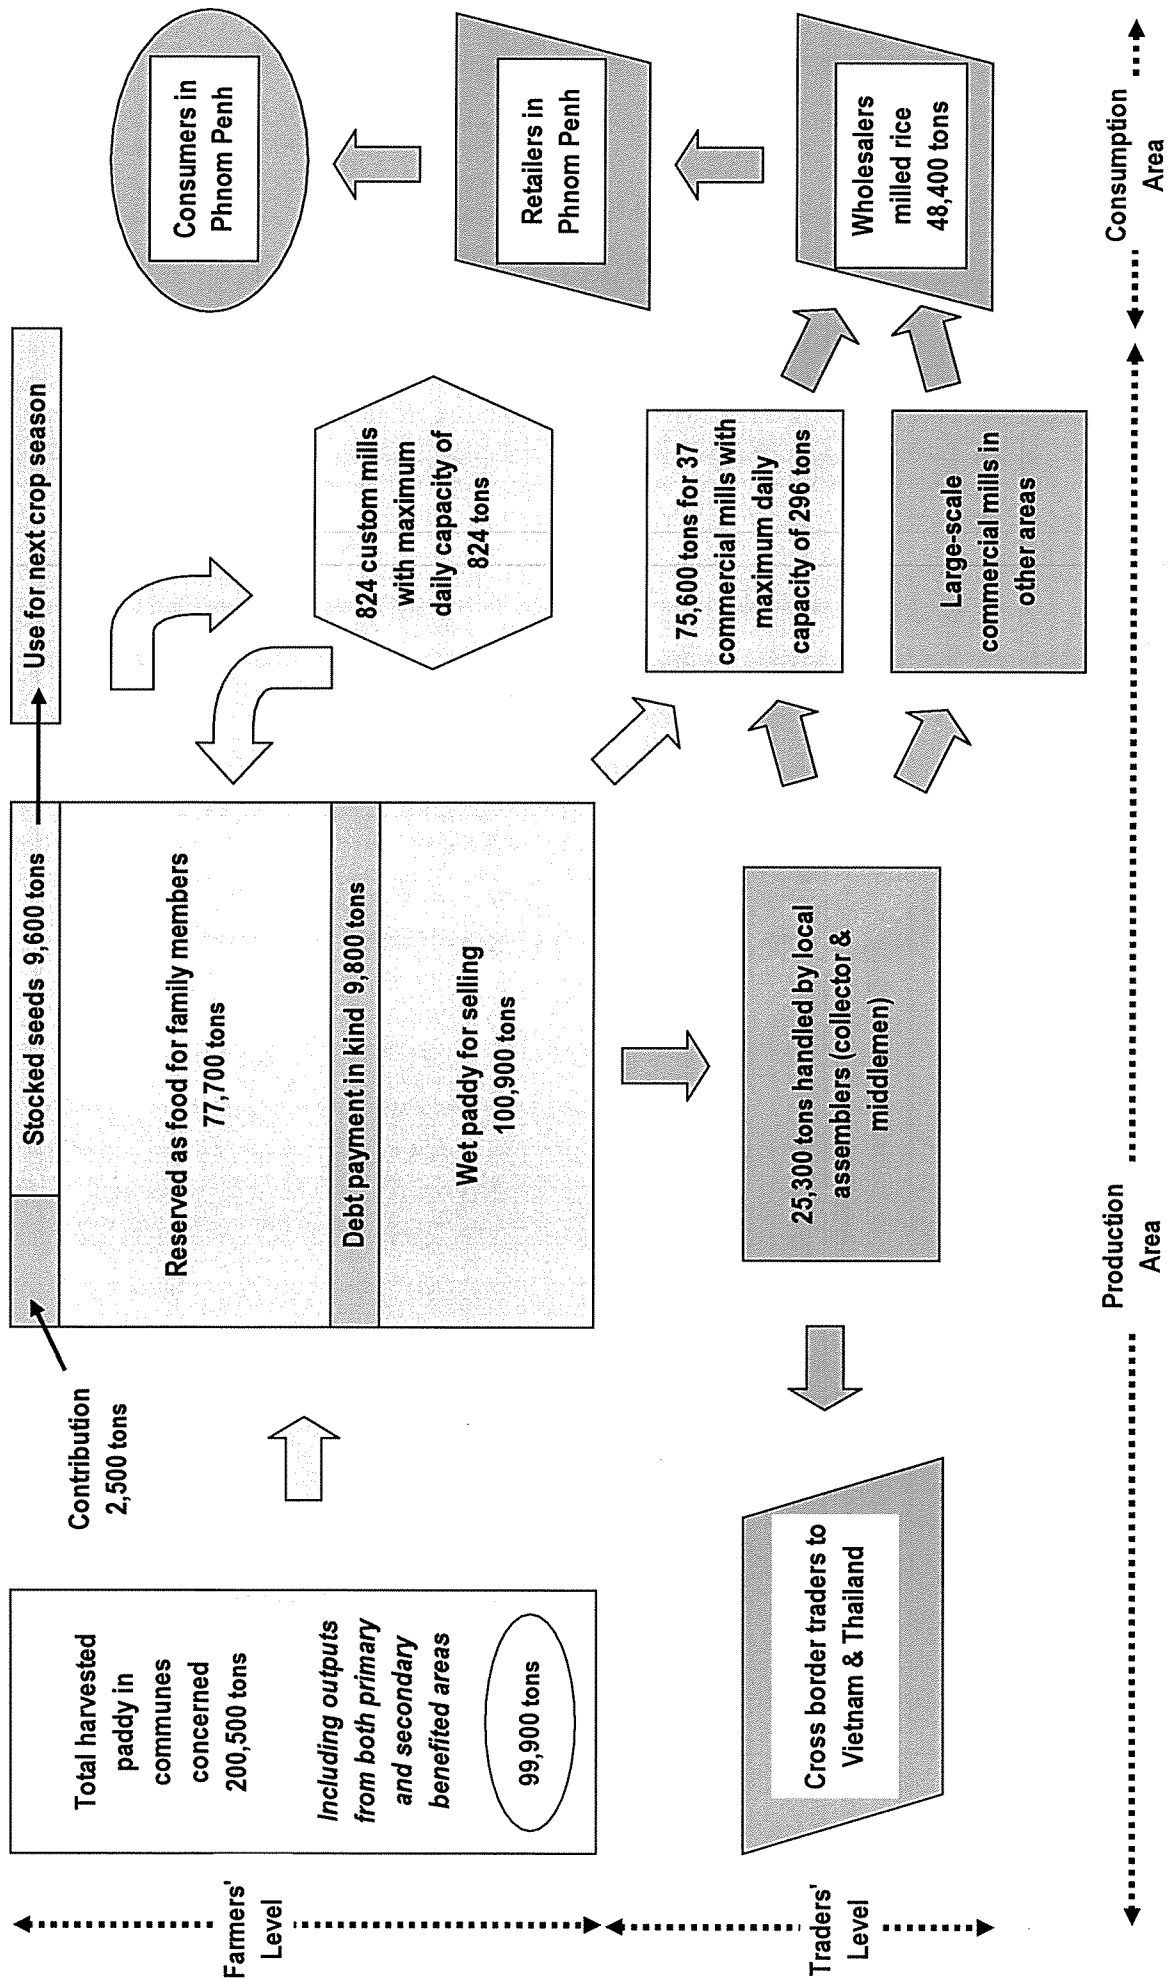 Farmers'
Level
Total harvested
paddy in
communes
concerned
200,500 tons
Including outputs
from both primary
and secondary
benefited areas
99,900 tons
Contribution
2,500 tons
Stocked seeds 9,600 tons
Use for next crop season
Reserved as food for family members
77,700 tons
Debt payment in kind 9,800 tons
Wet paddy for selling
100,900 tons
824 custom mills
with maximum
daily capacity of
824 tons
Consumers in
Phnom Penh
Retailers in
Phnom Penh
Traders'
Level
Cross border traders to
Vietnam & Thailand
25,300 tons handled by local
assemblers (collector &
middlemen)
75,600 tons for 37
commercial mills with
maximum daily
capacity of 296 tons
Large-scale
commercial mills in
other areas
Wholesalers
milled rice
48,400 tons
Production
Area
Consumption
Area